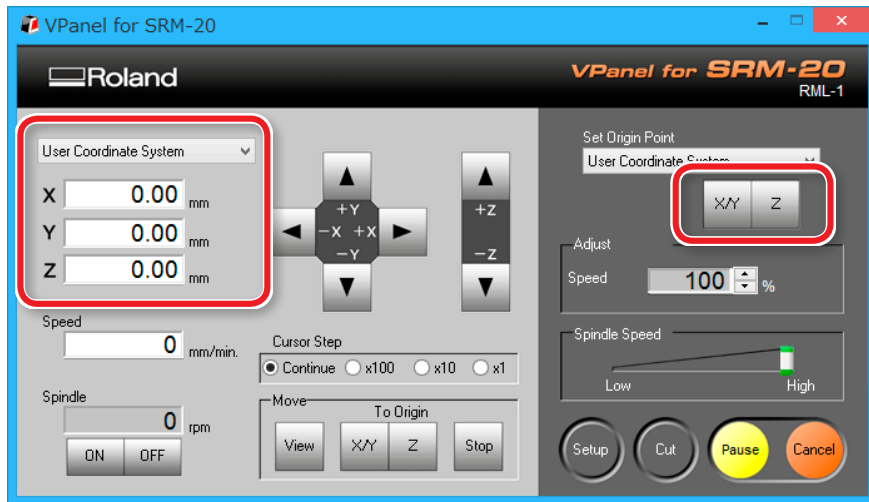 VPanel for SRM-20
Roland
VPanel for SRM-20
RML-1
User Coordinate System
X 0.00 mm
Y 0.00 mm
Z 0.00 mm
+Y
-X +X
-Y
+Z
-Z
Set Origin Point
User Coordinate System
X/Y Z
Adjust
Speed 100 %
Speed
0 mm/min.
Cursor Step
Continue x100 x10 x1
Spindle
0 rpm
ON OFF
Move
To Origin
View X/Y Z Stop
Spindle Speed
Low High
Setup Cut Pause Cancel